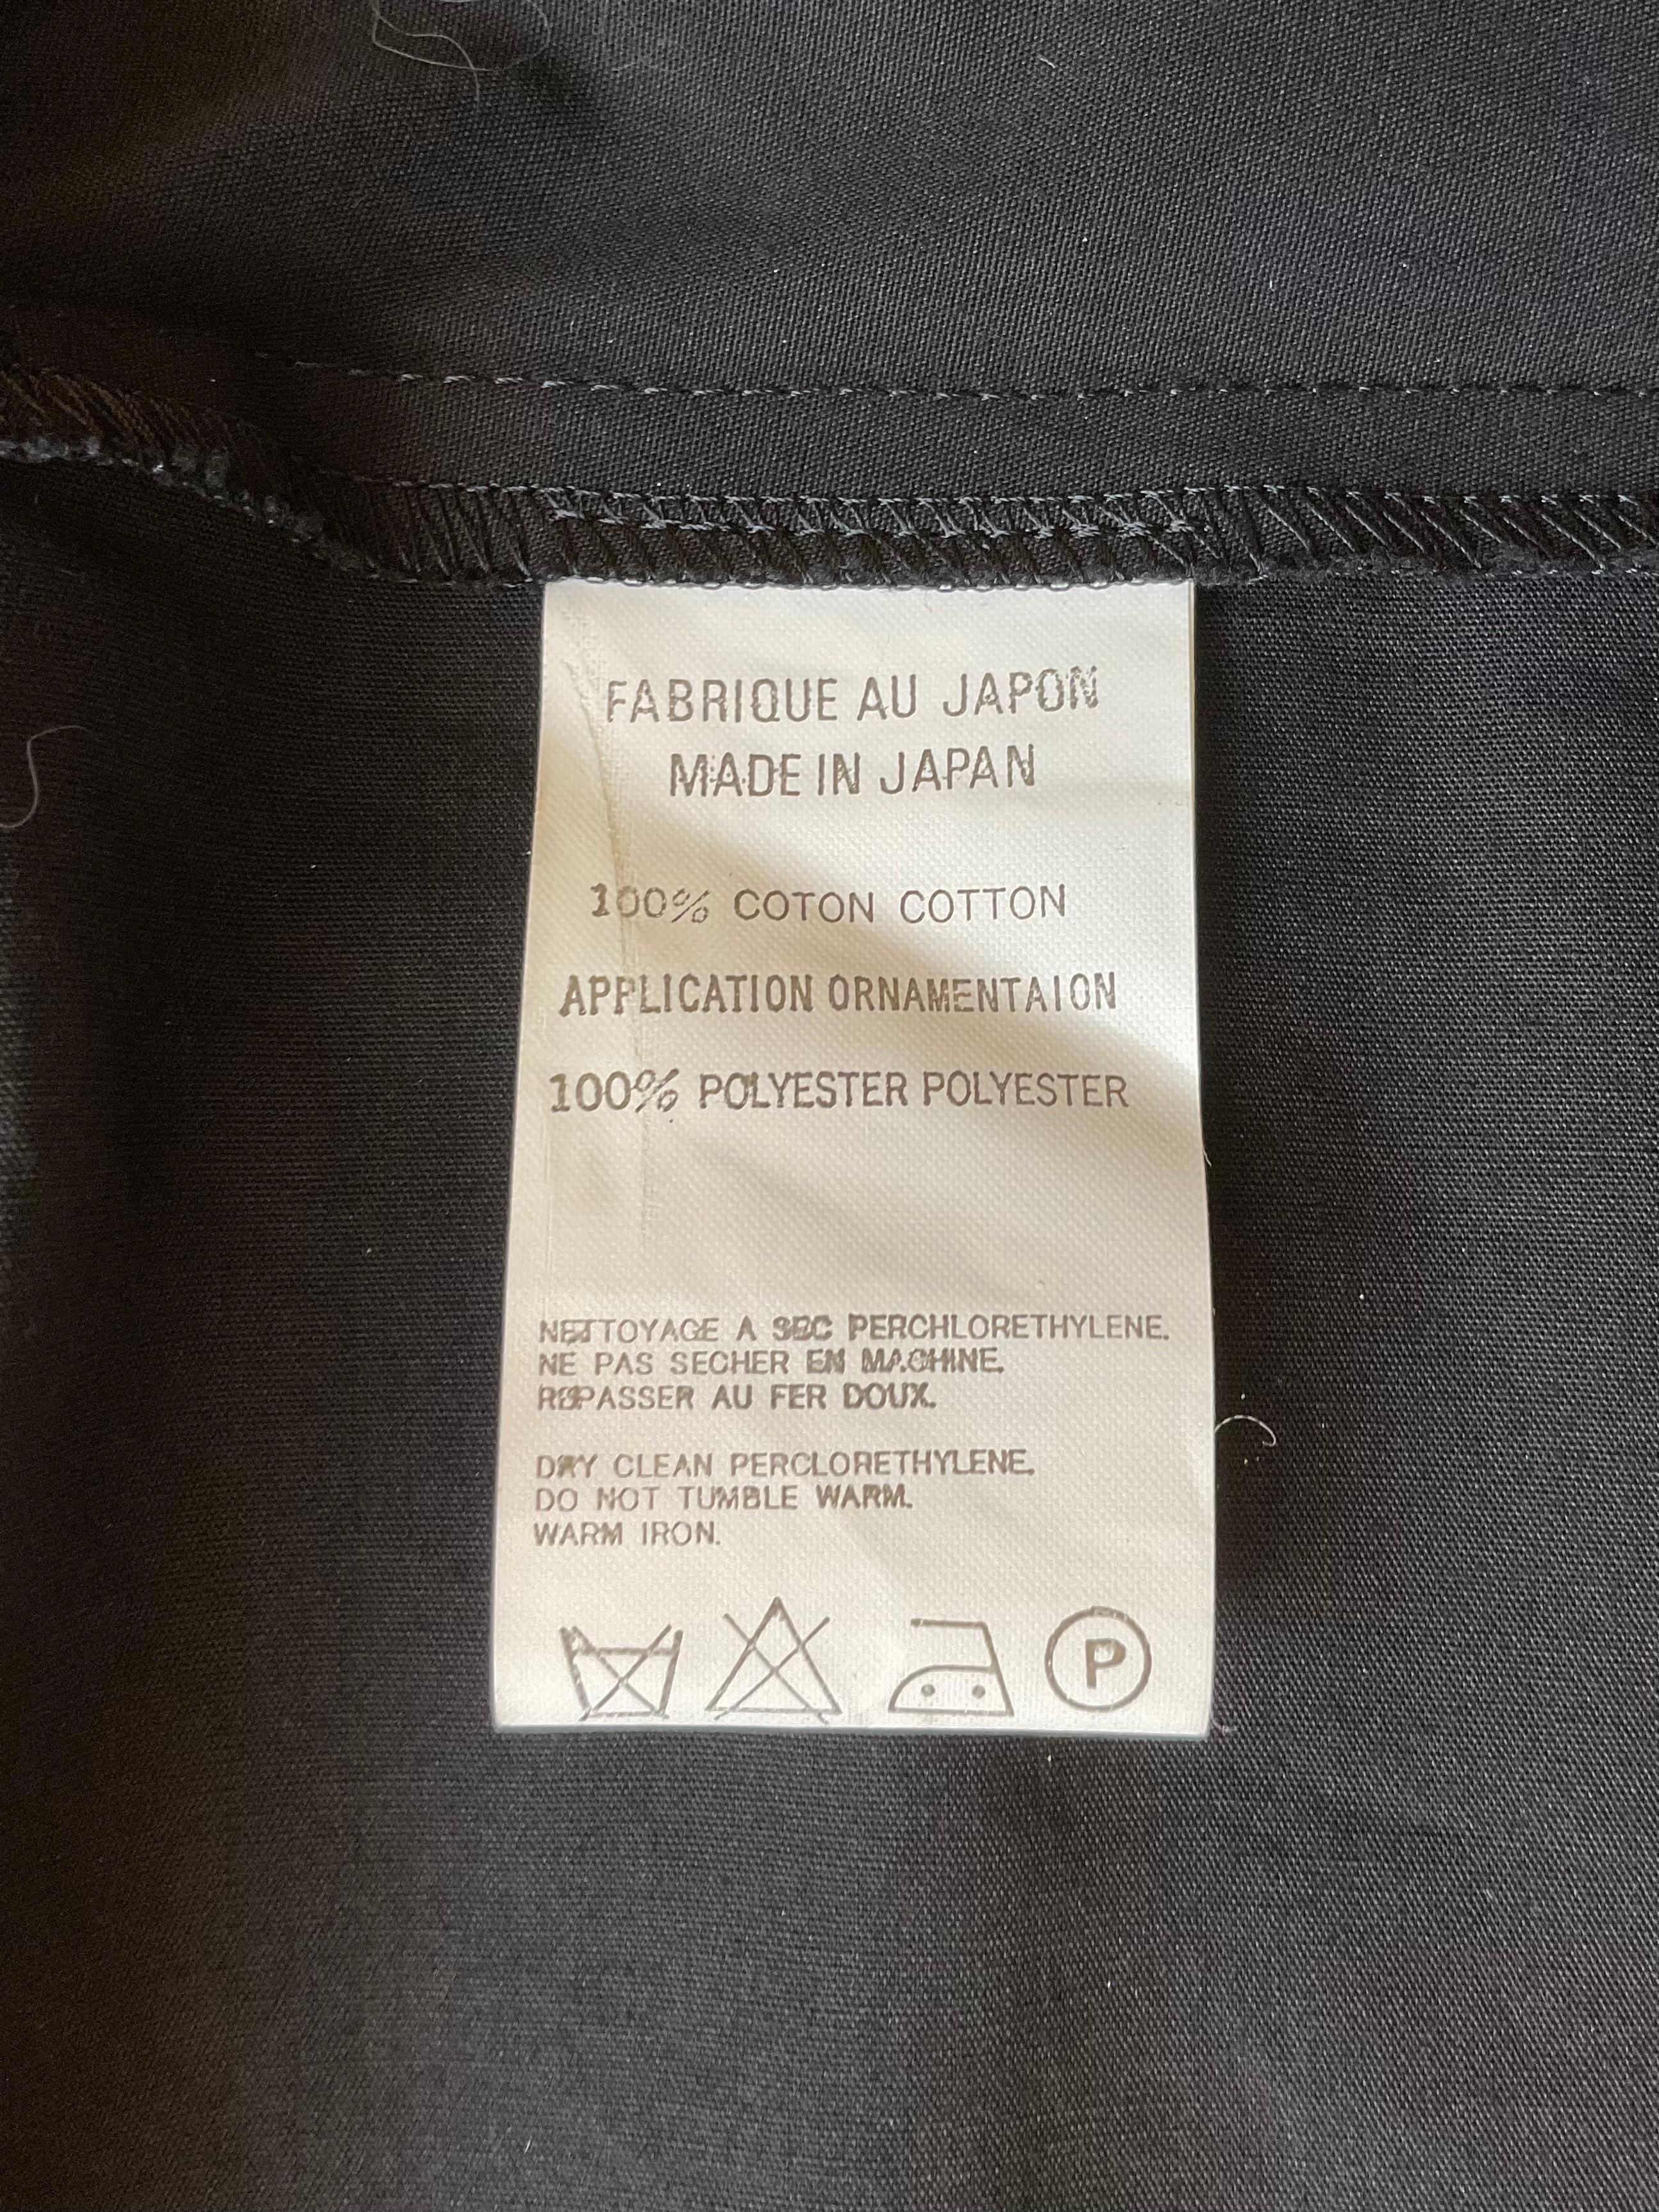 FABRIQUE AU JAPON
MADE IN JAPAN
100% COTON COTTON
APPLICATION ORNAMENTAION
100% POLYESTER POLYESTER
NETTOYAGE A SEC PERCHLORETHYLENE.
NE PAS SECHER EN MACHINE.
REPASSER AU FER DOUX.
DRY CLEAN PERCLORETHYLENE.
DO NOT TUMBLE WARM.
WARM IRON.
P